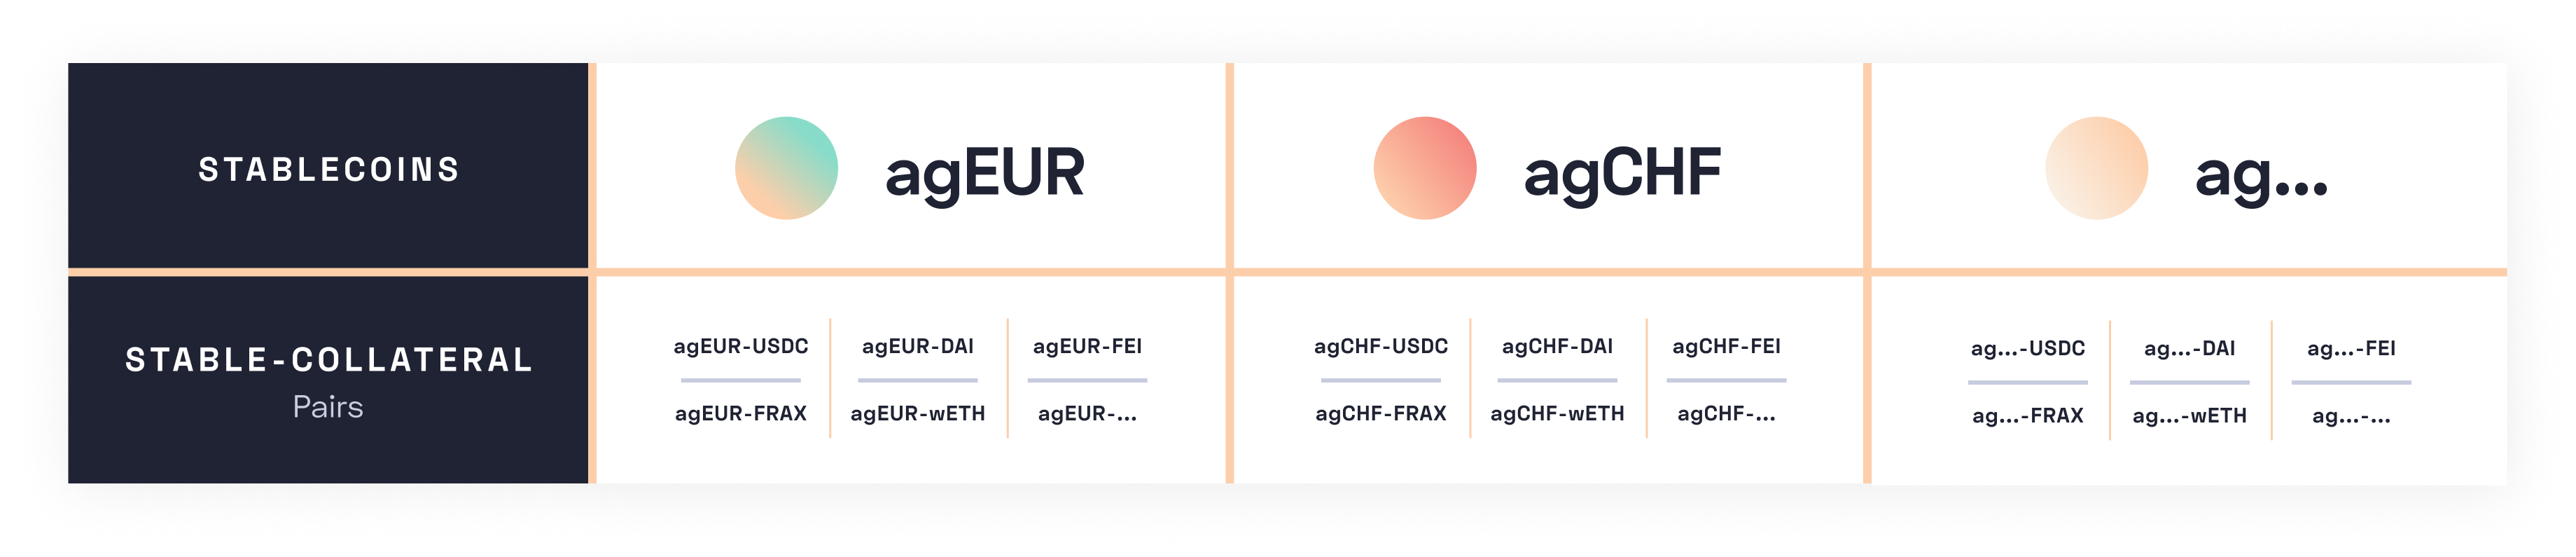 STABLECOINS
agEUR
agCHF
ag...
STABLE-COLLATERAL
Pairs
agEUR-USDC
agEUR-DAI
agEUR-FEI
agEUR-FRAX
agEUR-wETH
agEUR-...
agCHF-USDC
agCHF-DAI
agCHF-FEI
agCHF-FRAX
agCHF-wETH
agCHF-...
ag...-USDC
ag...-DAI
ag...-FEI
ag...-FRAX
ag...-wETH
ag...-...